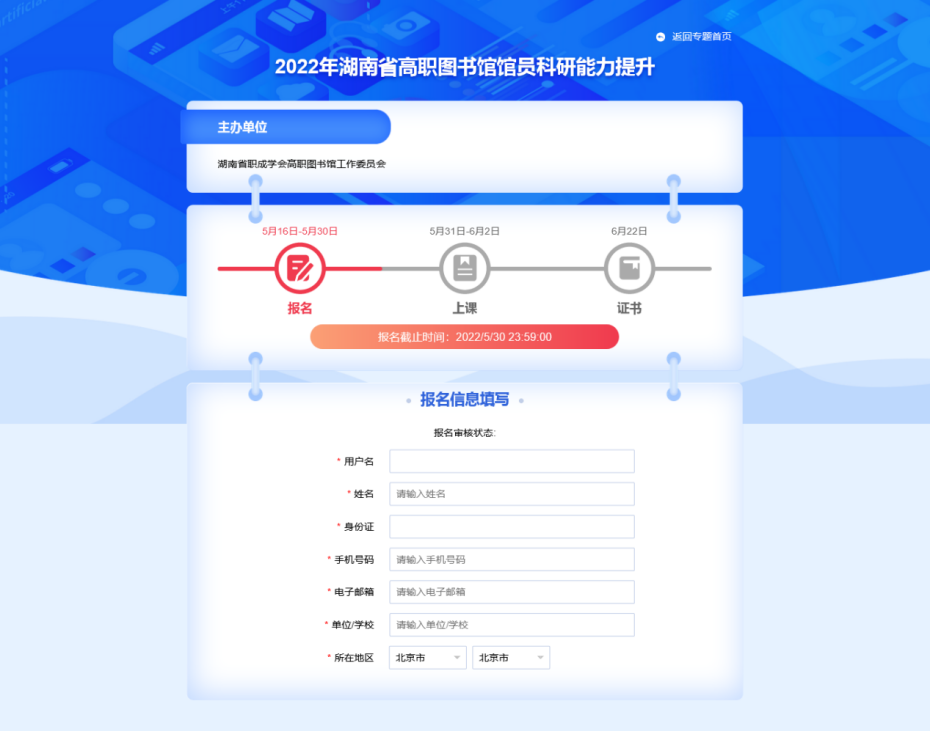 返回专题首页
2022年湖南省高职图书馆馆员科研能力提升
主办单位
湖南省职成学会高职图书馆工作委员会
5月16日-5月30日
5月31日-6月2日
6月22日
报名
上课
证书
报名截止时间：2022/5/30 23:59:00
报名信息填写
报名审核状态:
* 用户名
* 姓名 请输入姓名
* 身份证
* 手机号码 请输入手机号码
* 电子邮箱 请输入电子邮箱
* 单位/学校 请输入单位/学校
* 所在地区 北京市 北京市